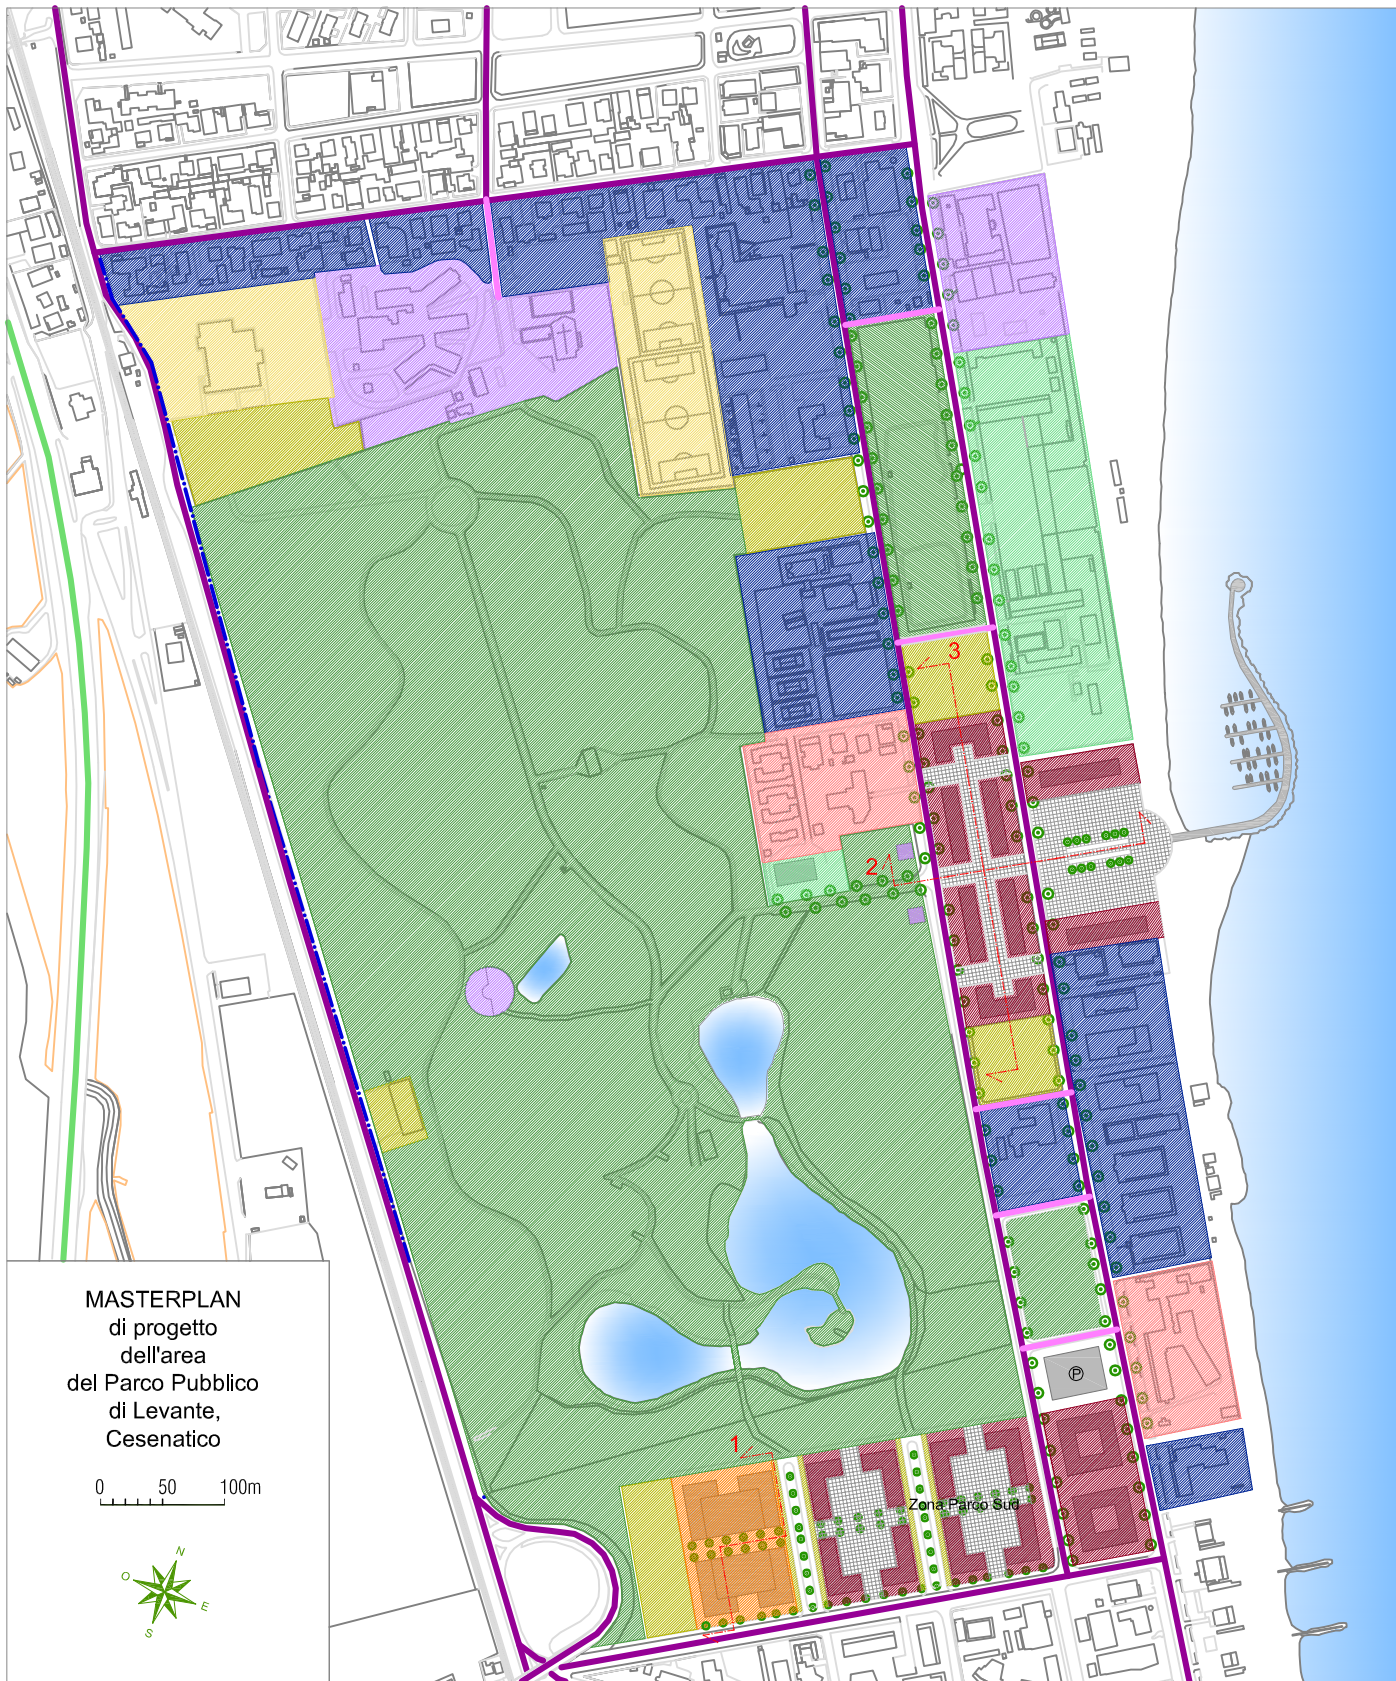 3
2
1
Zona Parco Sud
P
MASTERPLAN
di progetto
dell'area
del Parco Pubblico
di Levante,
Cesenatico
0 50 100m
N
O
E
S